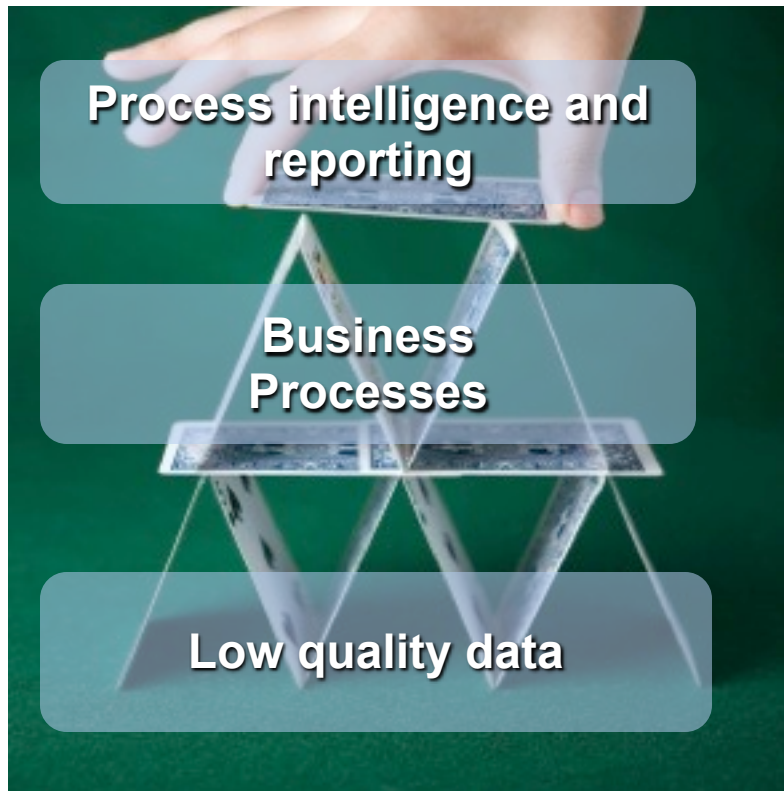 Process intelligence and
reporting
Business
Processes
Low quality data